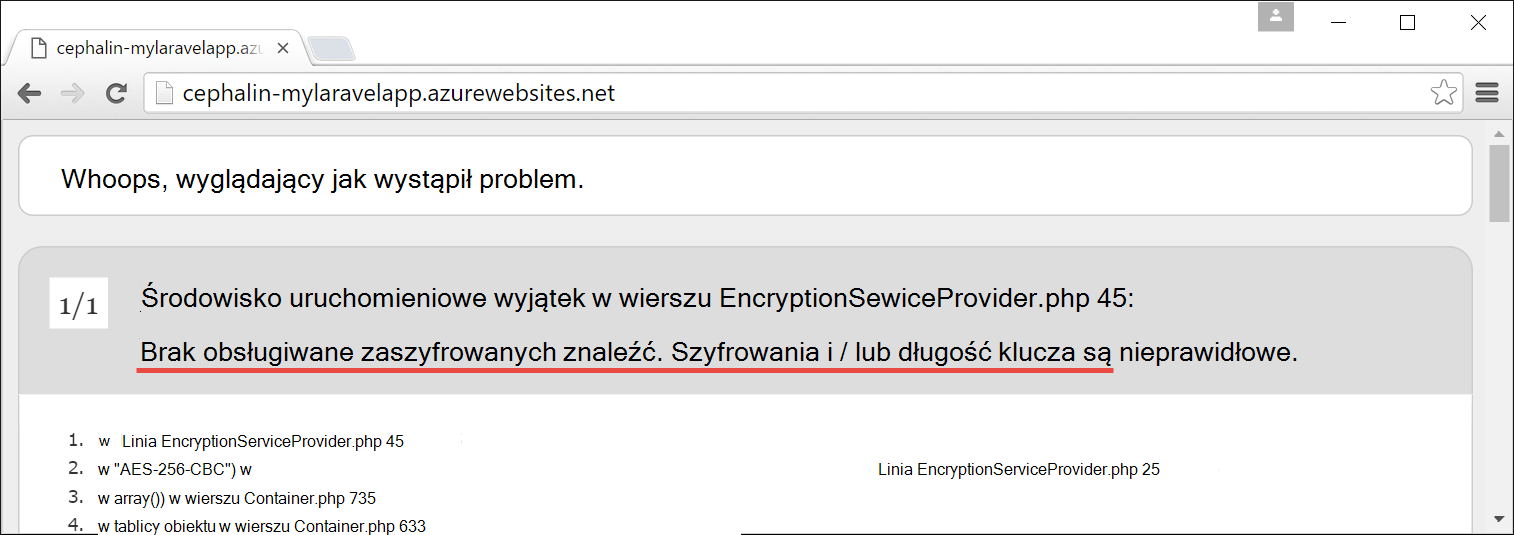 cephalin-mylaravelapp.azu
cephalin-mylaravelapp.azurewebsites.net
Whoops, wyglądający jak wystąpił problem.
1/1 Środowisko uruchomieniowe wyjątek w wierszu EncryptionSewiceProvider.php 45:
Brak obsługiwane zaszyfrowanych znaleźć. Szyfrowania i / lub długość klucza są nieprawidłowe.
1. w Linia EncryptionServiceProvider.php 45
2. w "AES-256-CBC") w Linia EncryptionServiceProvider.php 25
3. w array()) w wierszu Container.php 735
4. w tablicy obiektu w wierszu Container.php 633